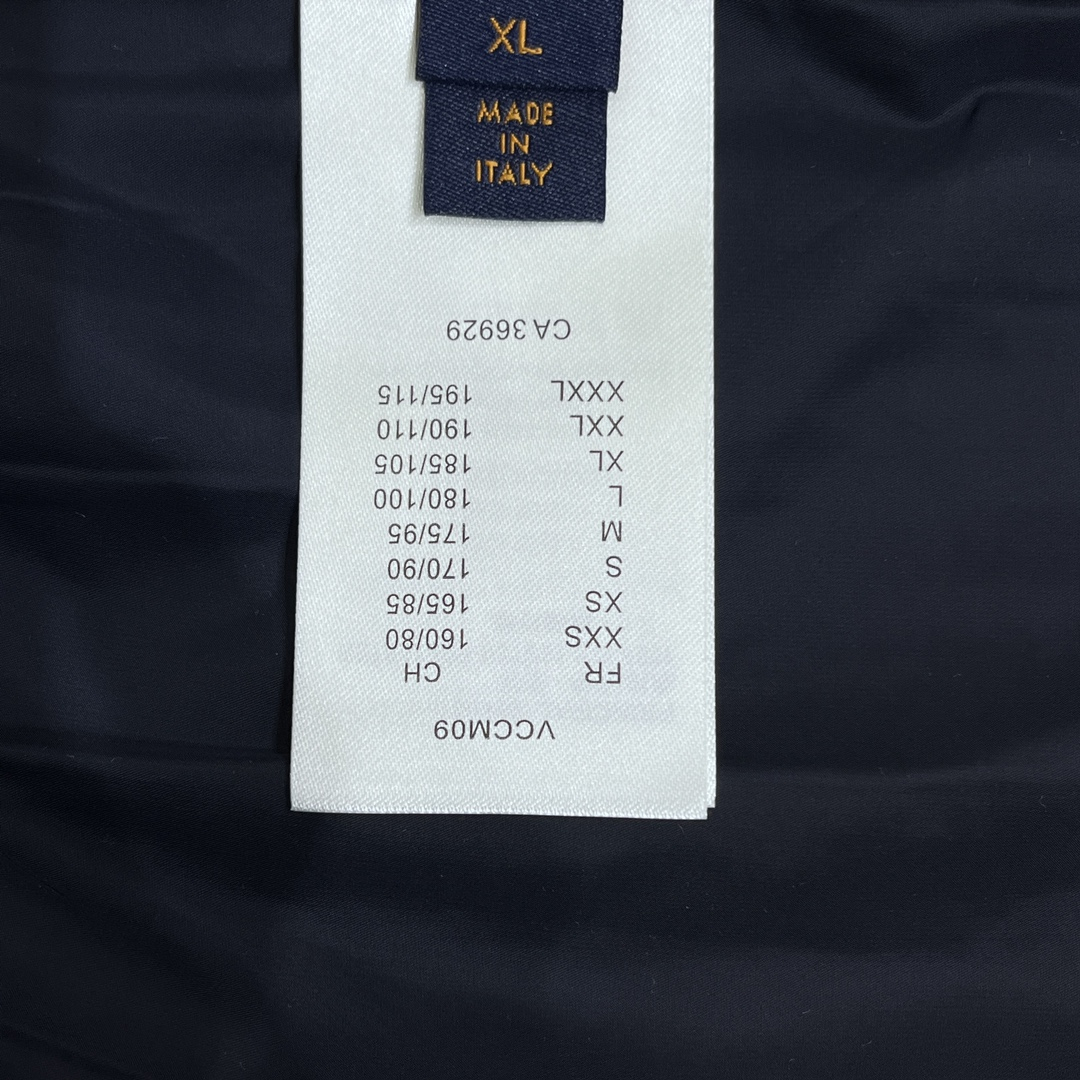 XL
MADE
IN
ITALY
VCCM09
FR CH
XXS 160/80
XS 165/85
S 170/90
M 175/95
L 180/100
XL 185/105
XXL 190/110
XXXL 195/115
CA 36929